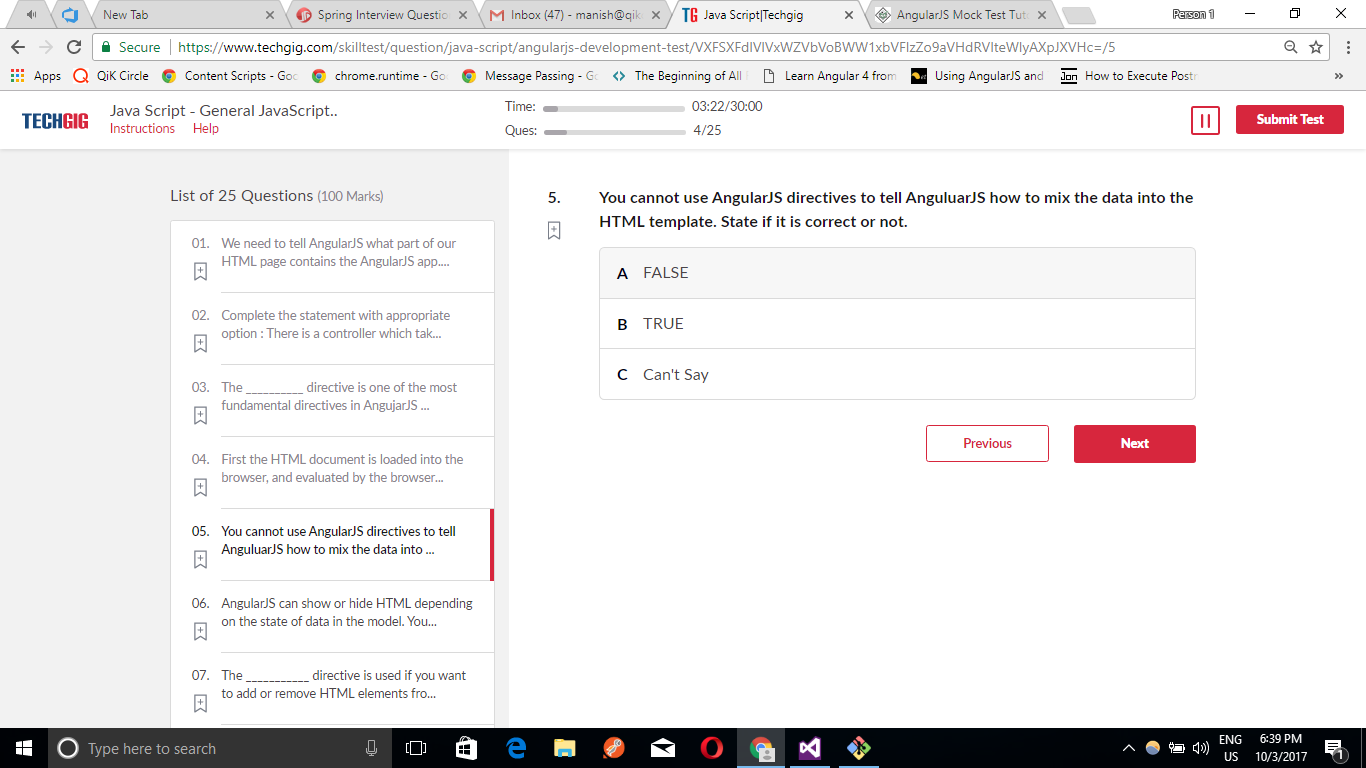 New Tab
Spring Interview Questio
Inbox (47) - manish@qik
Java Script|Techgig
AngularJS Mock Test Tut
Person 1
Secure
https://www.techgig.com/skilltest/question/java-script/angularjs-development-test/
Apps
QiK Circle
Content Scripts - Goo
chrome.runtime - Go
Message Passing - Go
The Beginning of All
Learn Angular 4 from
Using AngularJS and
Jon
How to Execute Postr
»
TECHGIG
Java Script - General JavaScript..
Instructions Help
Time: 03:22/30:00
Ques: 4/25
Submit Test
List of 25 Questions (100 Marks)
01. We need to tell AngularJS what part of our
HTML page contains the AngularJS app....
02. Complete the statement with appropriate
option : There is a controller which tak...
03. The __________ directive is one of the most
fundamental directives in AngujarJS ...
04. First the HTML document is loaded into the
browser, and evaluated by the browser...
05. You cannot use AngularJS directives to tell
AnguluarJS how to mix the data into ...
06. AngularJS can show or hide HTML depending
on the state of data in the model. You...
07. The ___________ directive is used if you want
to add or remove HTML elements fro...
5. You cannot use AngularJS directives to tell AnguluarJS how to mix the data into the
HTML template. State if it is correct or not.
A FALSE
B TRUE
C Can't Say
Previous
Next
Type here to search
ENG
US
6:39 PM
10/3/2017
1